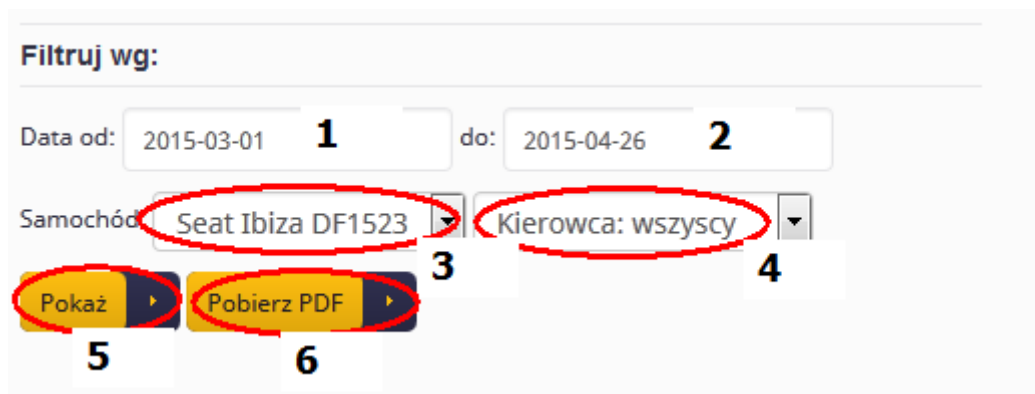 Filtruj wg:
Data od: 2015-03-01 1 do: 2015-04-26 2
Samochód Seat Ibiza DF1523 Kierowca: wszyscy
3 4
Pokaż Pobierz PDF
5 6